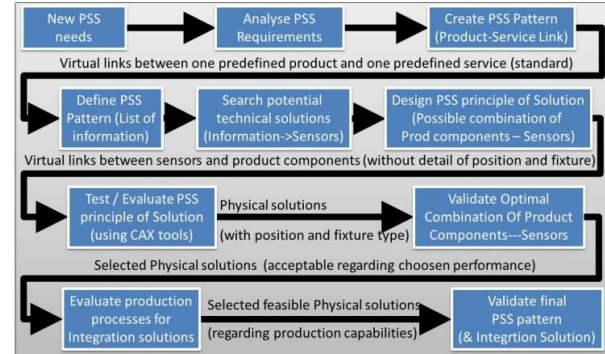 New PSS
needs
Analyse PSS
Requirements
Create PSS Pattern
(Product-Service Link)
Virtual links between one predefined product and one predefined service (standard)
Define PSS
Pattern (List of
information)
Search potential
technical solutions
(Information->Sensors)
Design PSS principle of Solution
(Possible combination of
Prod components – Sensors)
Virtual links between sensors and product components (without detail of position and fixture)
Test / Evaluate PSS
principle of Solution
(using CAX tools)
Physical solutions
(with position and fixture type)
Validate Optimal
Combination Of Product
Components---Sensors
Selected Physical solutions (acceptable regarding choosen performance)
Evaluate production
processes for
Integration solutions
Selected feasible Physical solutions
(regarding production capabilities)
Validate final
PSS pattern
(& Integrtion Solution)